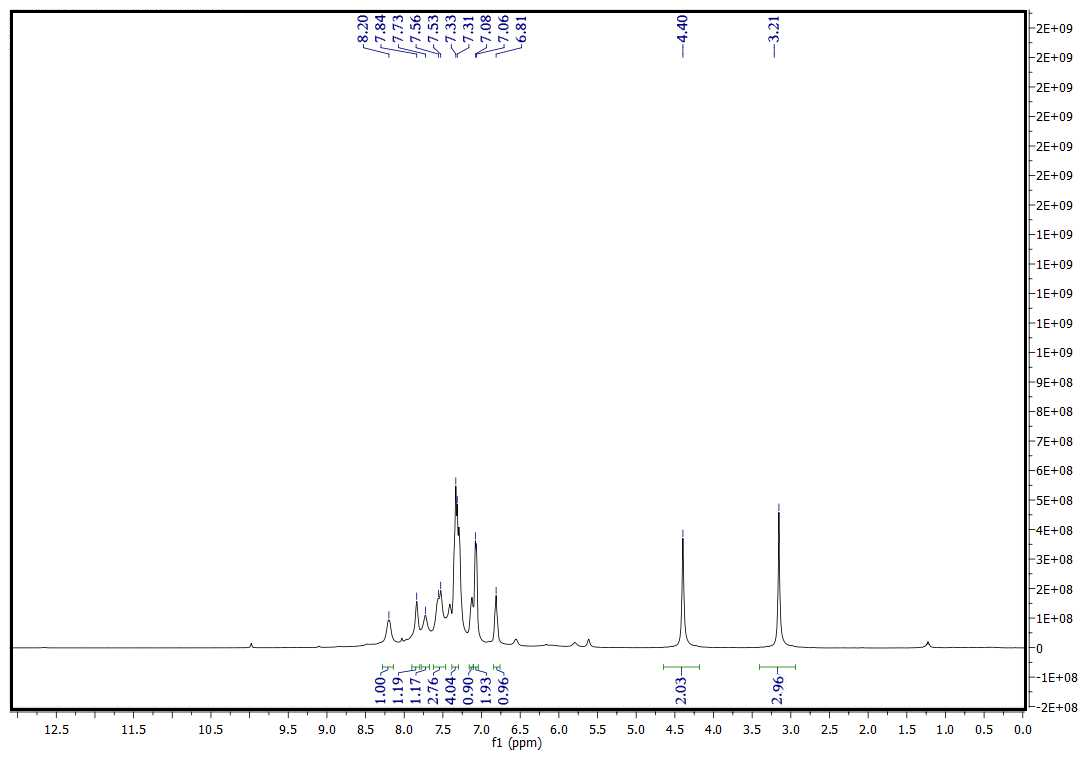 8.20
7.84
7.73
7.56
7.53
7.33
7.31
7.08
7.06
6.81
4.40
3.21
2E+09
2E+09
2E+09
2E+09
2E+09
2E+09
2E+09
1E+09
1E+09
1E+09
1E+09
1E+09
9E+08
8E+08
7E+08
6E+08
5E+08
4E+08
3E+08
2E+08
1E+08
0
-1E+08
-2E+08
1.00
1.19
1.17
2.76
4.04
0.90
1.93
0.96
2.03
2.96
12.5 11.5 10.5 9.5 9.0 8.5 8.0 7.5 7.0 6.5 6.0 5.5 5.0 4.5 4.0 3.5 3.0 2.5 2.0 1.5 1.0 0.5 0.0
f1 (ppm)